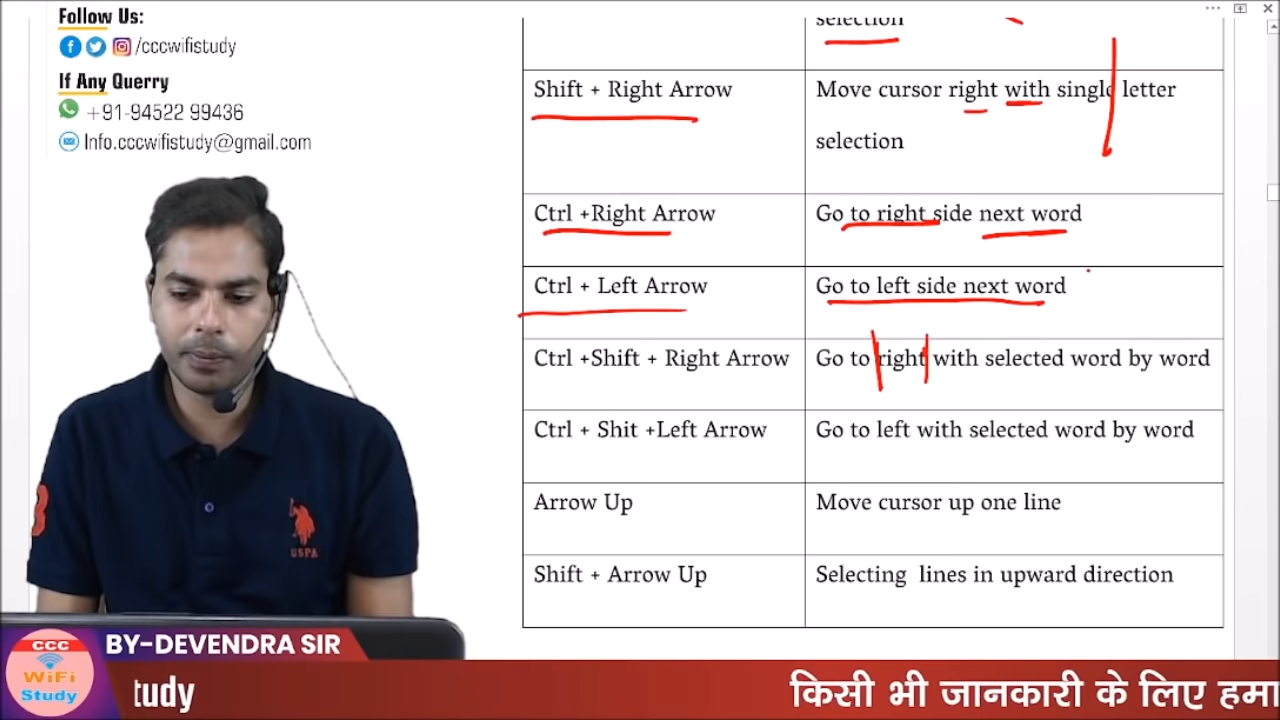 Follow Us:
/cccwifistudy
If Any Querry
+91-94522 99436
Info.cccwifistudy@gmail.com
selection
Shift + Right Arrow
Move cursor right with single letter
selection
Ctrl +Right Arrow
Go to right side next word
Ctrl + Left Arrow
Go to left side next word
Ctrl +Shift + Right Arrow
Go to right with selected word by word
Ctrl + Shit +Left Arrow
Go to left with selected word by word
Arrow Up
Move cursor up one line
Shift + Arrow Up
Selecting lines in upward direction
USPA
CCC
WiFi
Study
BY-DEVENDRA SIR
tudy
किसी भी जानकारी के लिए हमा